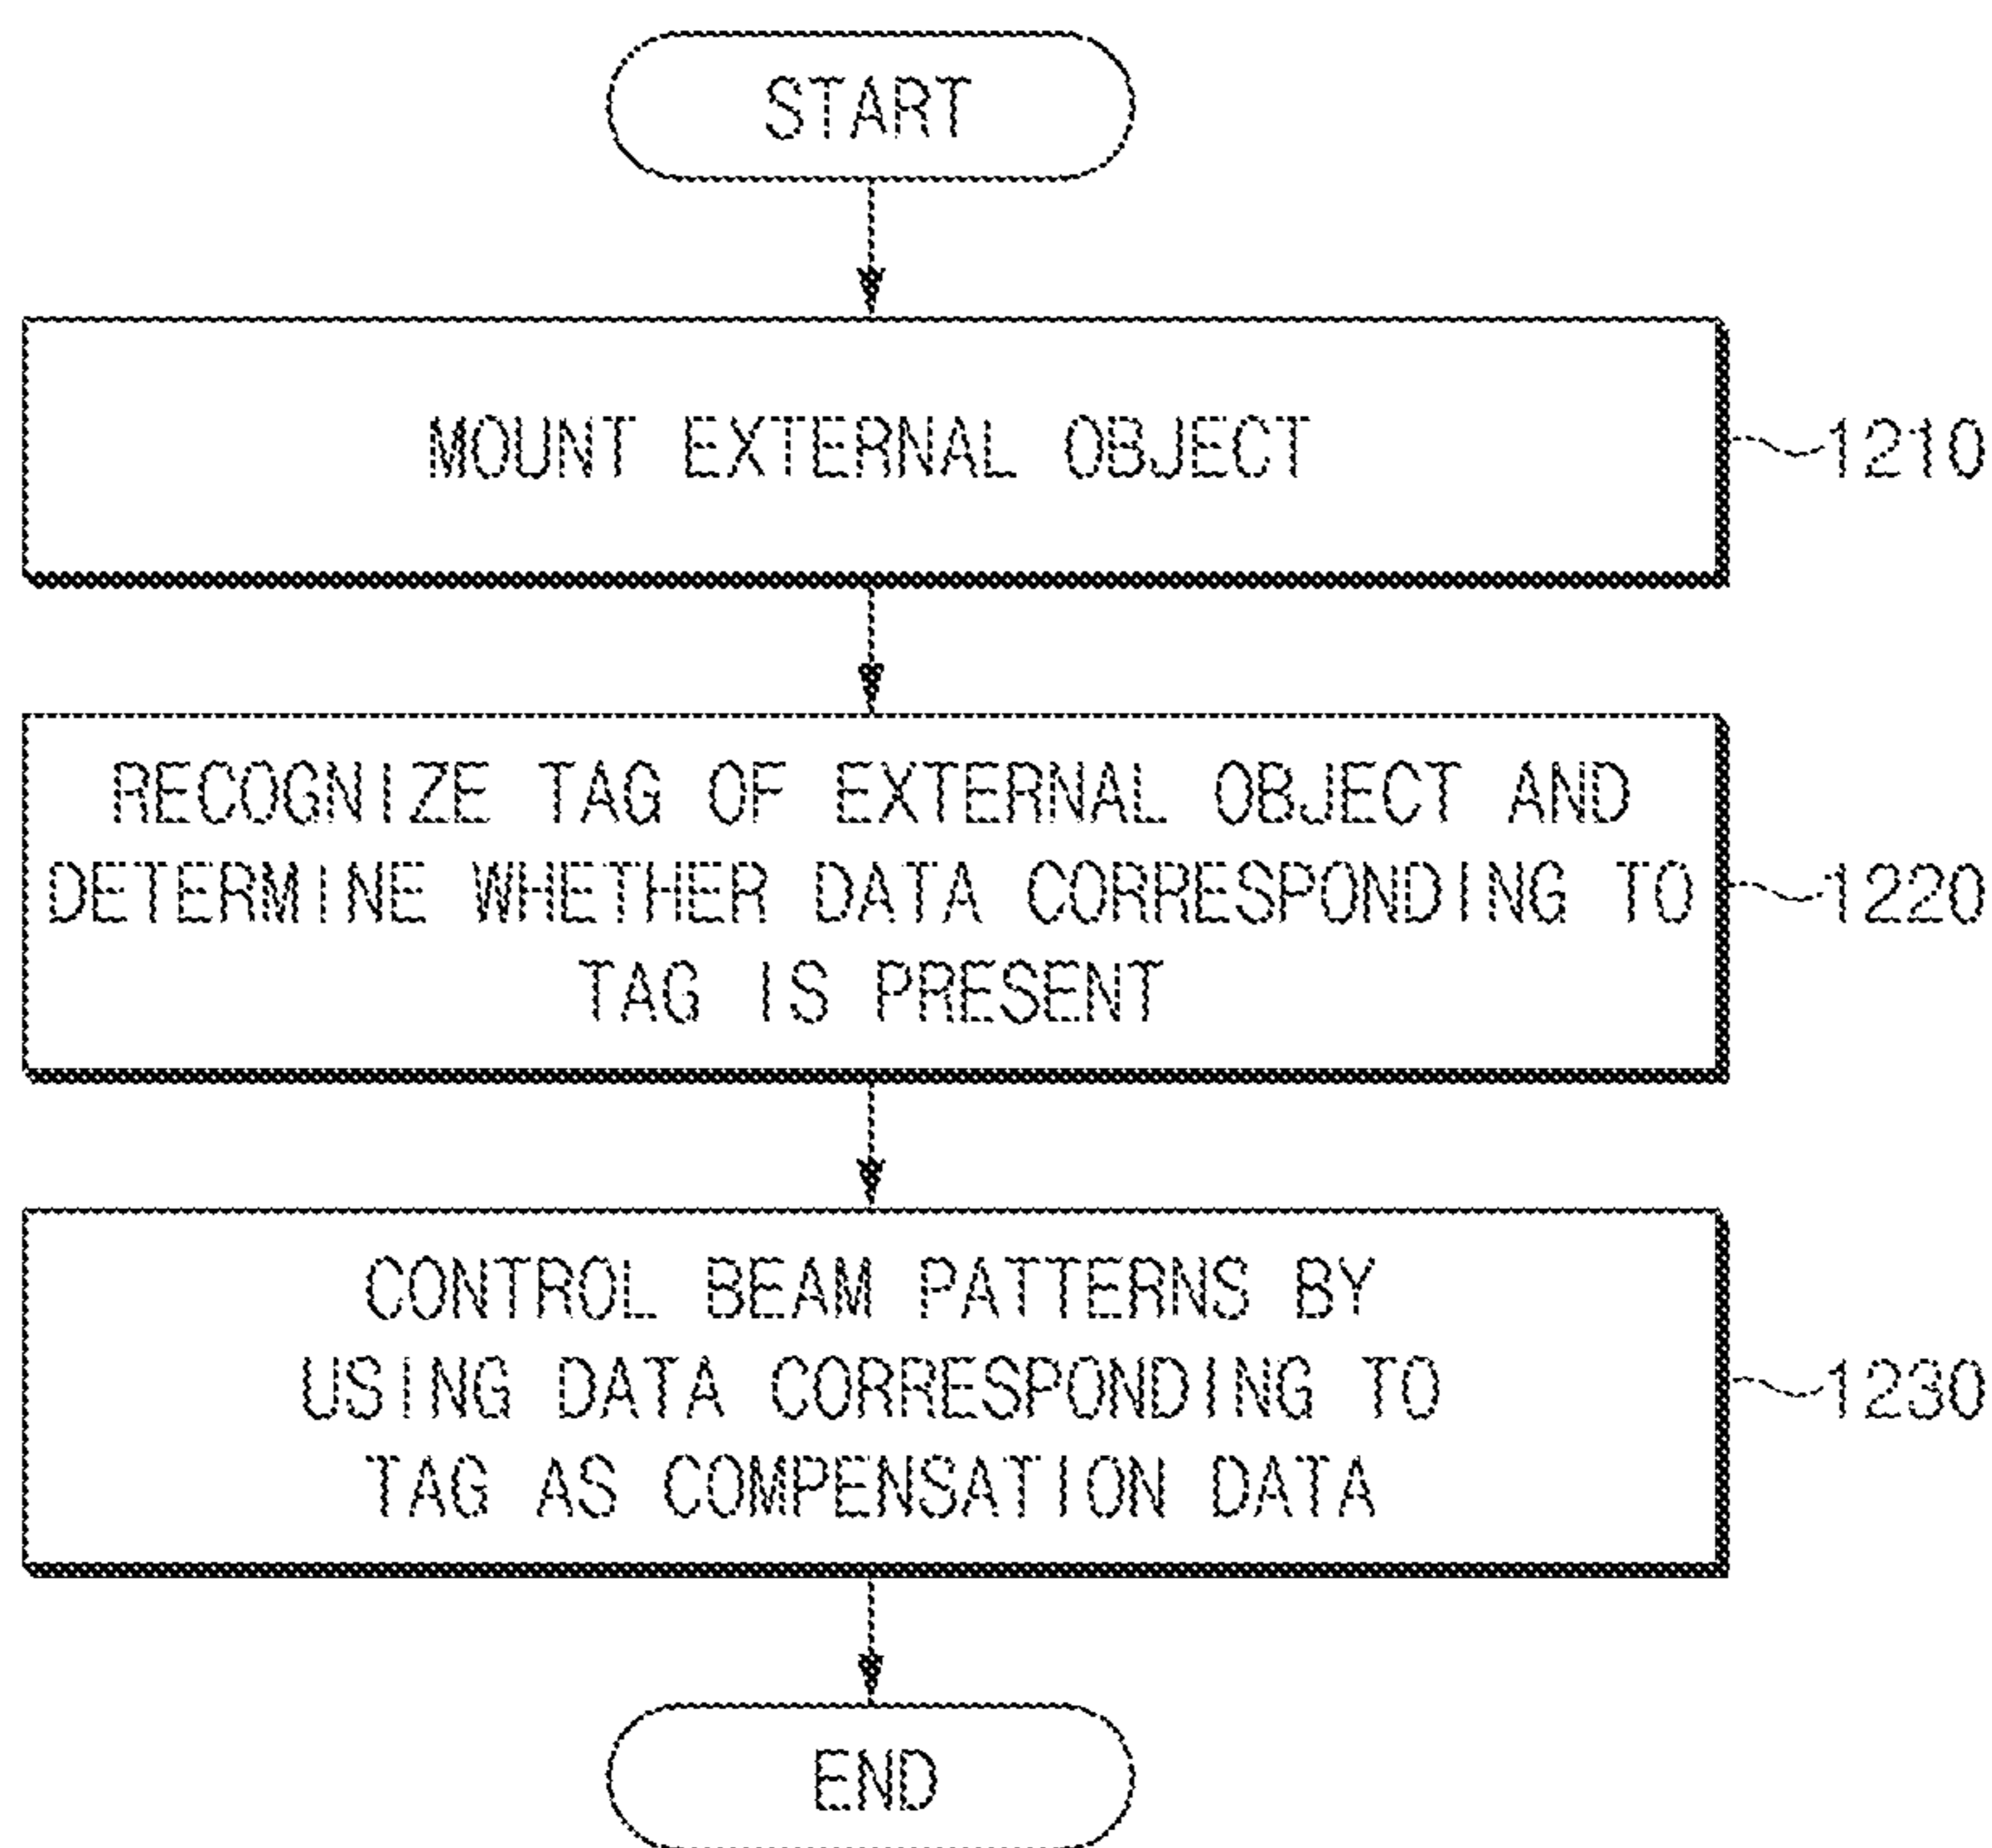 START
MOUNT EXTERNAL OBJECT
1210
RECOGNIZE TAG OF EXTERNAL OBJECT AND
DETERMINE WHETHER DATA CORRESPONDING TO
TAG IS PRESENT
1220
CONTROL BEAM PATTERNS BY
USING DATA CORRESPONDING TO
TAG AS COMPENSATION DATA
1230
END